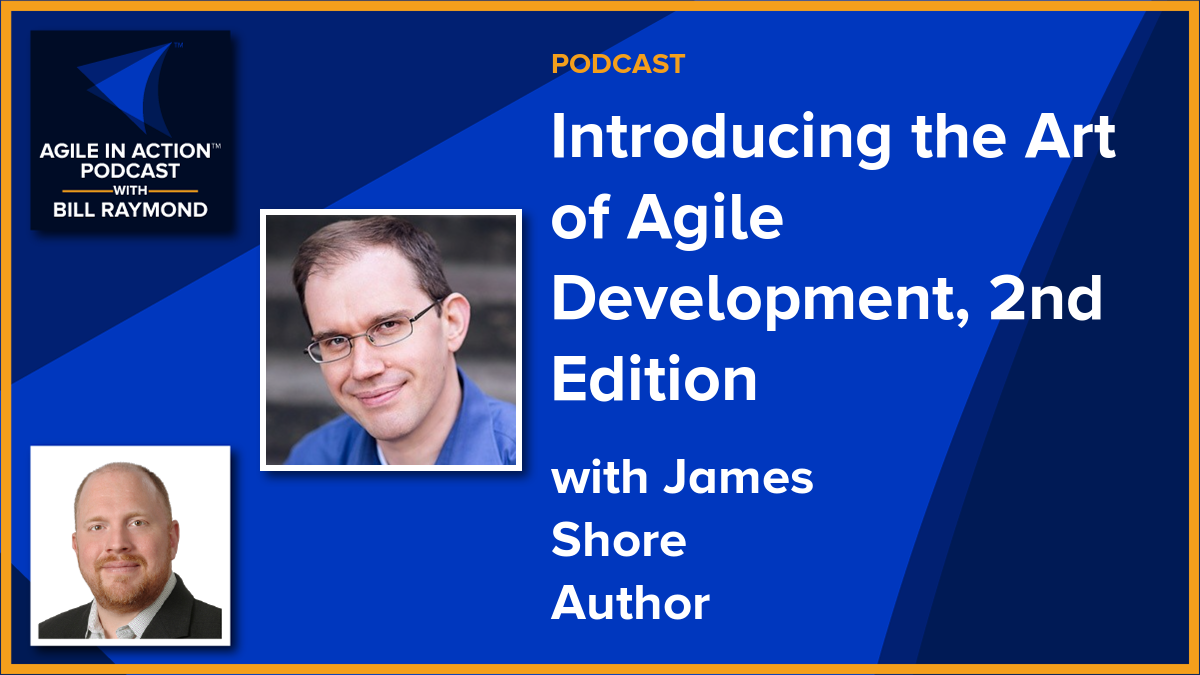 AGILE IN ACTION™
PODCAST
WITH
BILL RAYMOND
PODCAST
Introducing the Art
of Agile
Development, 2nd
Edition
with James
Shore
Author